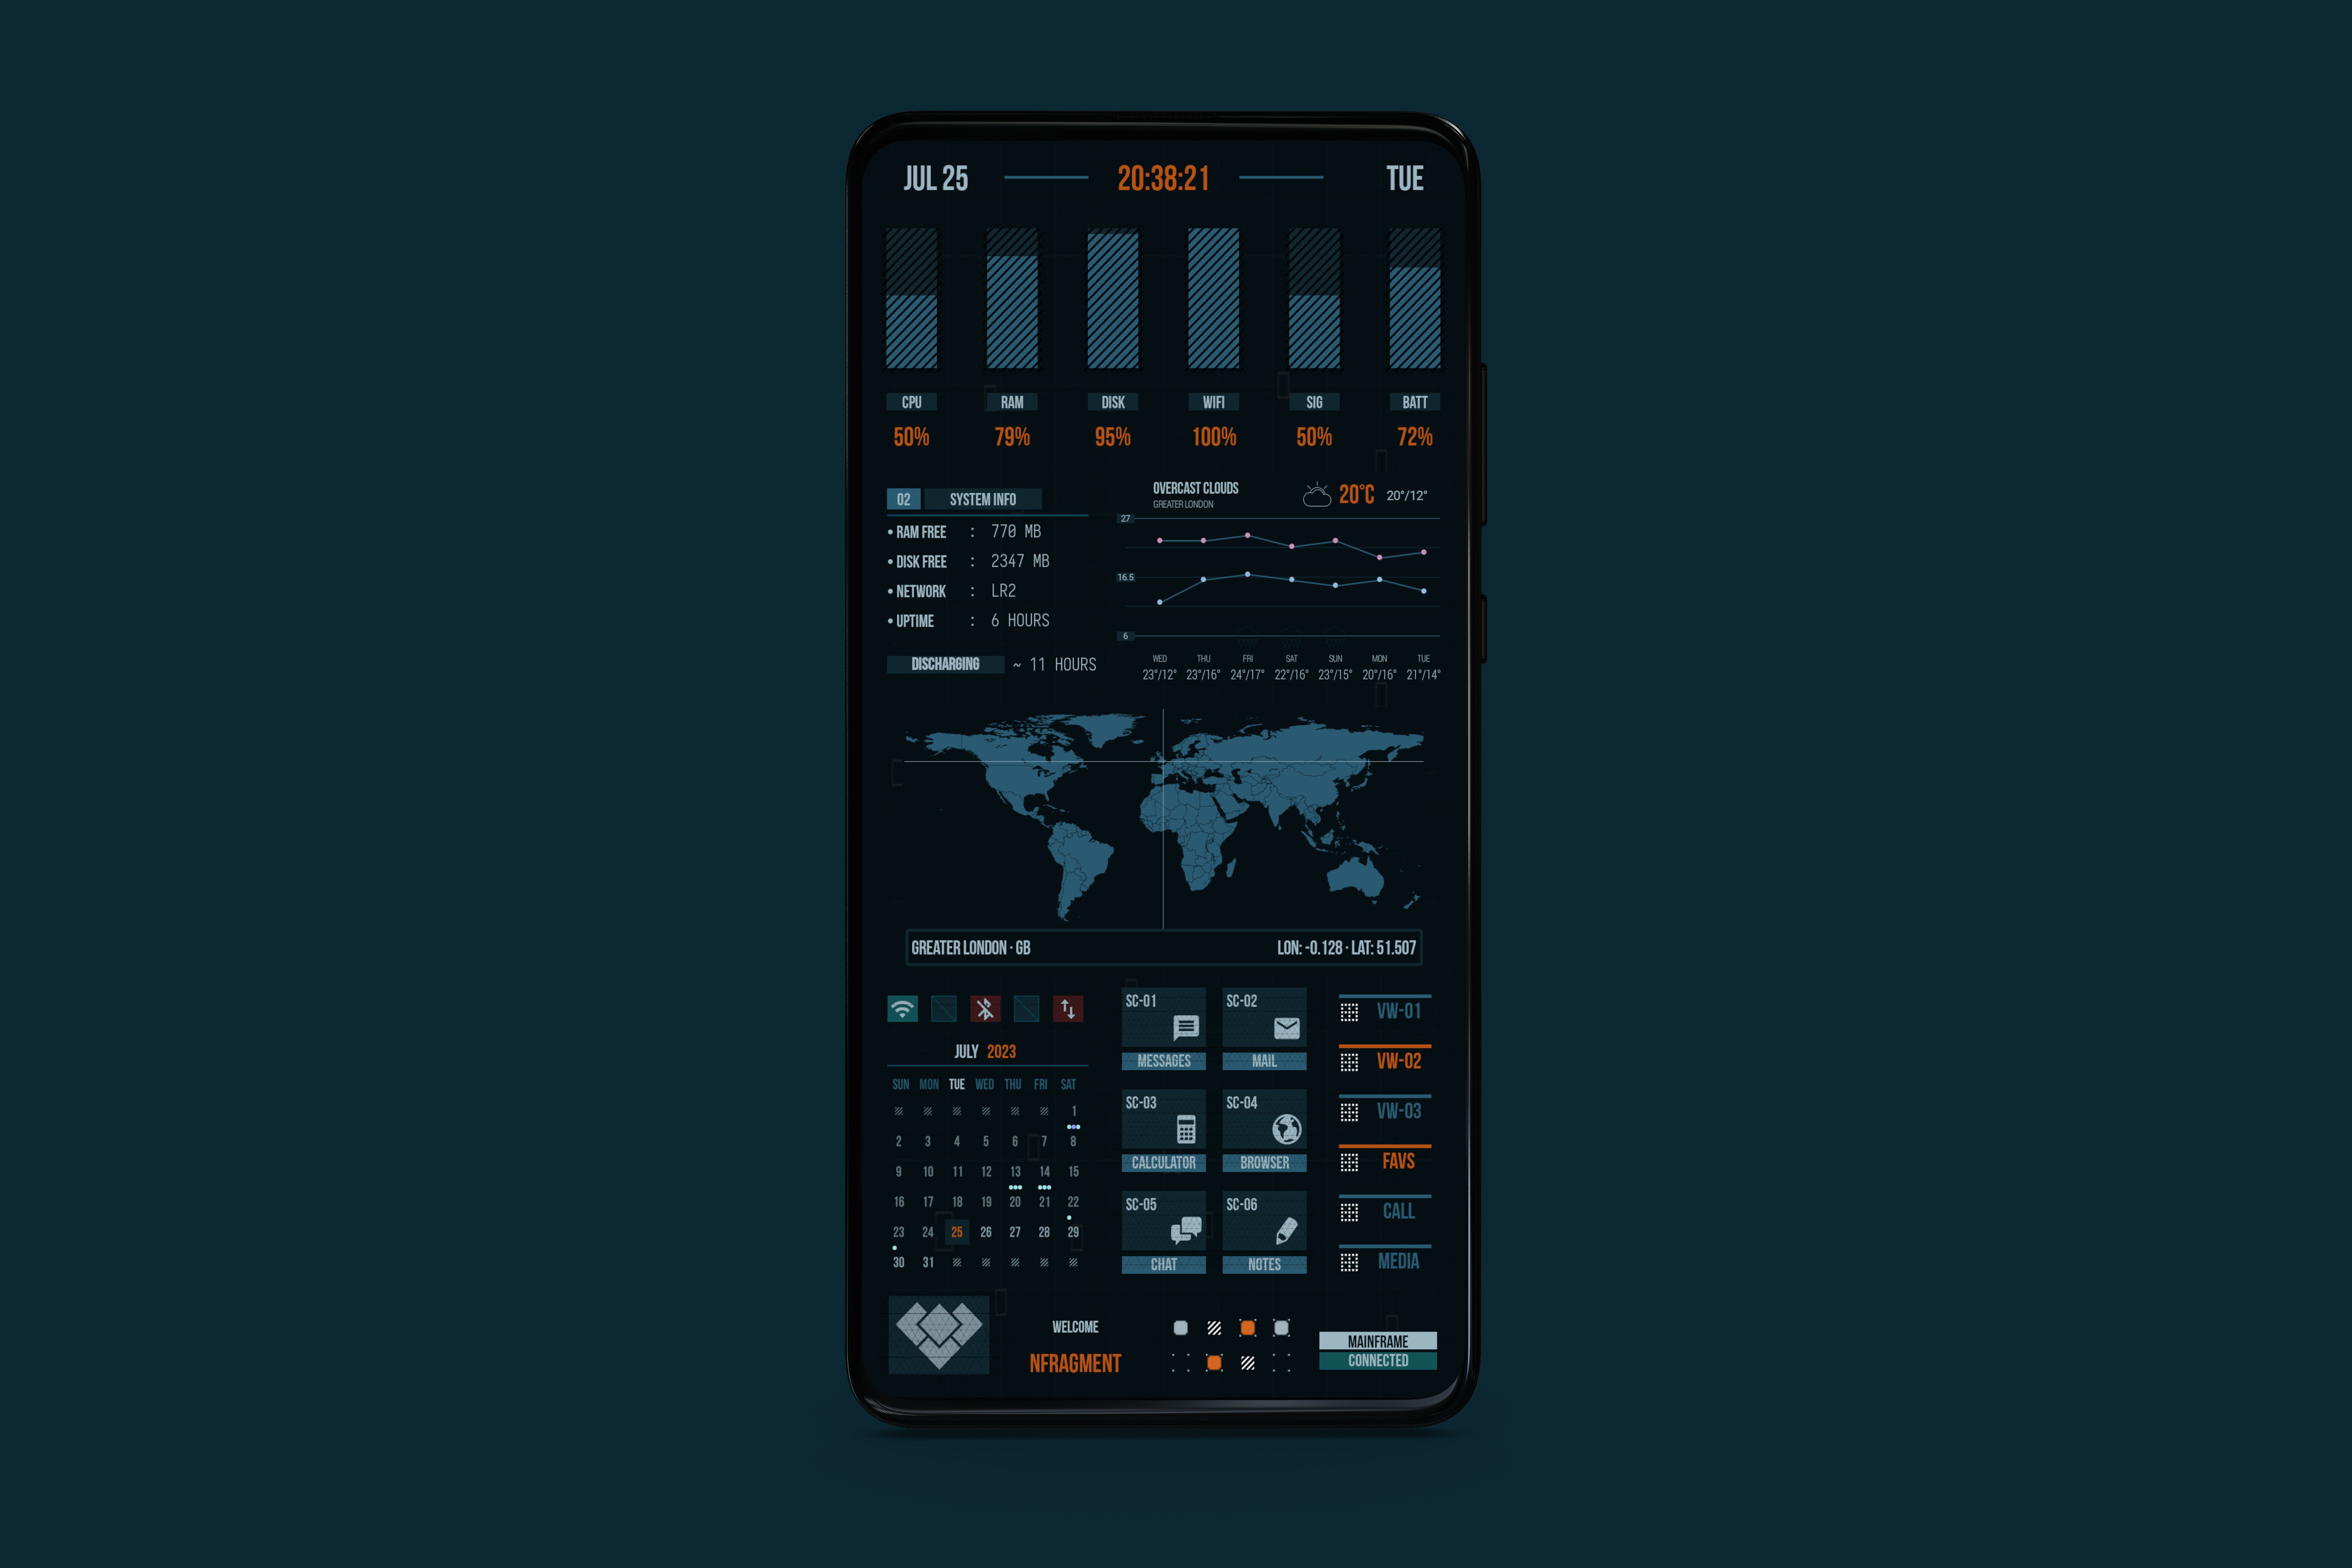 JUL 25 20:38:21 TUE
CPU RAM DISK WIFI SIG BATT
50% 79% 95% 100% 50% 72%
02 SYSTEM INFO
• RAM FREE : 770 MB
• DISK FREE : 2347 MB
• NETWORK : LR2
• UPTIME : 6 HOURS
DISCHARGING ~ 11 HOURS
OVERCAST CLOUDS 20°C 20°/12°
GREATER LONDON
27
16.5
6
WED THU FRI SAT SUN MON TUE
23°/12° 23°/16° 24°/17° 22°/16° 23°/15° 20°/16° 21°/14°
GREATER LONDON · GB LON: -0.128 · LAT: 51.507
JULY 2023
SUN MON TUE WED THU FRI SAT
1
2 3 4 5 6 7 8
9 10 11 12 13 14 15
16 17 18 19 20 21 22
23 24 25 26 27 28 29
30 31
SC-01 SC-02
MESSAGES MAIL
SC-03 SC-04
CALCULATOR BROWSER
SC-05 SC-06
CHAT NOTES
VW-01
VW-02
VW-03
FAVS
CALL
MEDIA
WELCOME
NFRAGMENT
MAINFRAME
CONNECTED